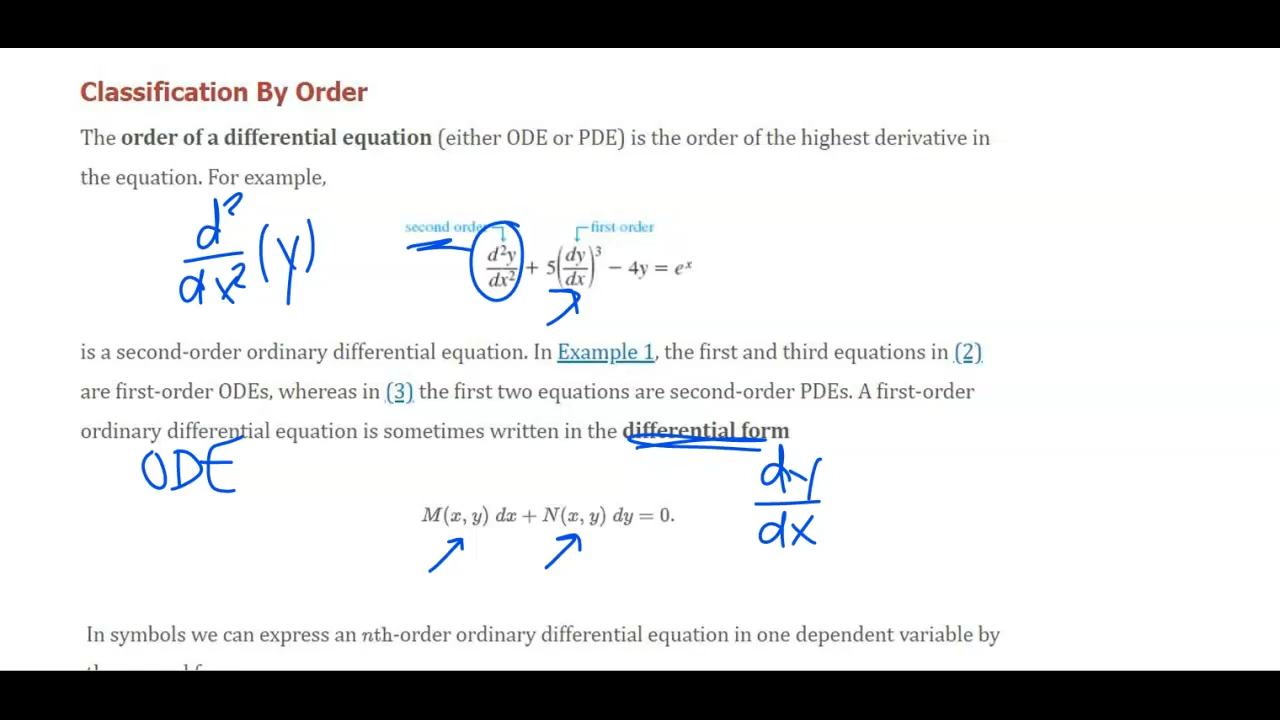 Classification By Order
The order of a differential equation (either ODE or PDE) is the order of the highest derivative in
the equation. For example,
d²/dx² (y)
second order first order
d²y/dx² + 5(dy/dx)³ − 4y = eˣ
is a second-order ordinary differential equation. In Example 1, the first and third equations in (2)
are first-order ODEs, whereas in (3) the first two equations are second-order PDEs. A first-order
ordinary differential equation is sometimes written in the differential form
ODE
dy/dx
M(x, y) dx + N(x, y) dy = 0.
In symbols we can express an nth-order ordinary differential equation in one dependent variable by